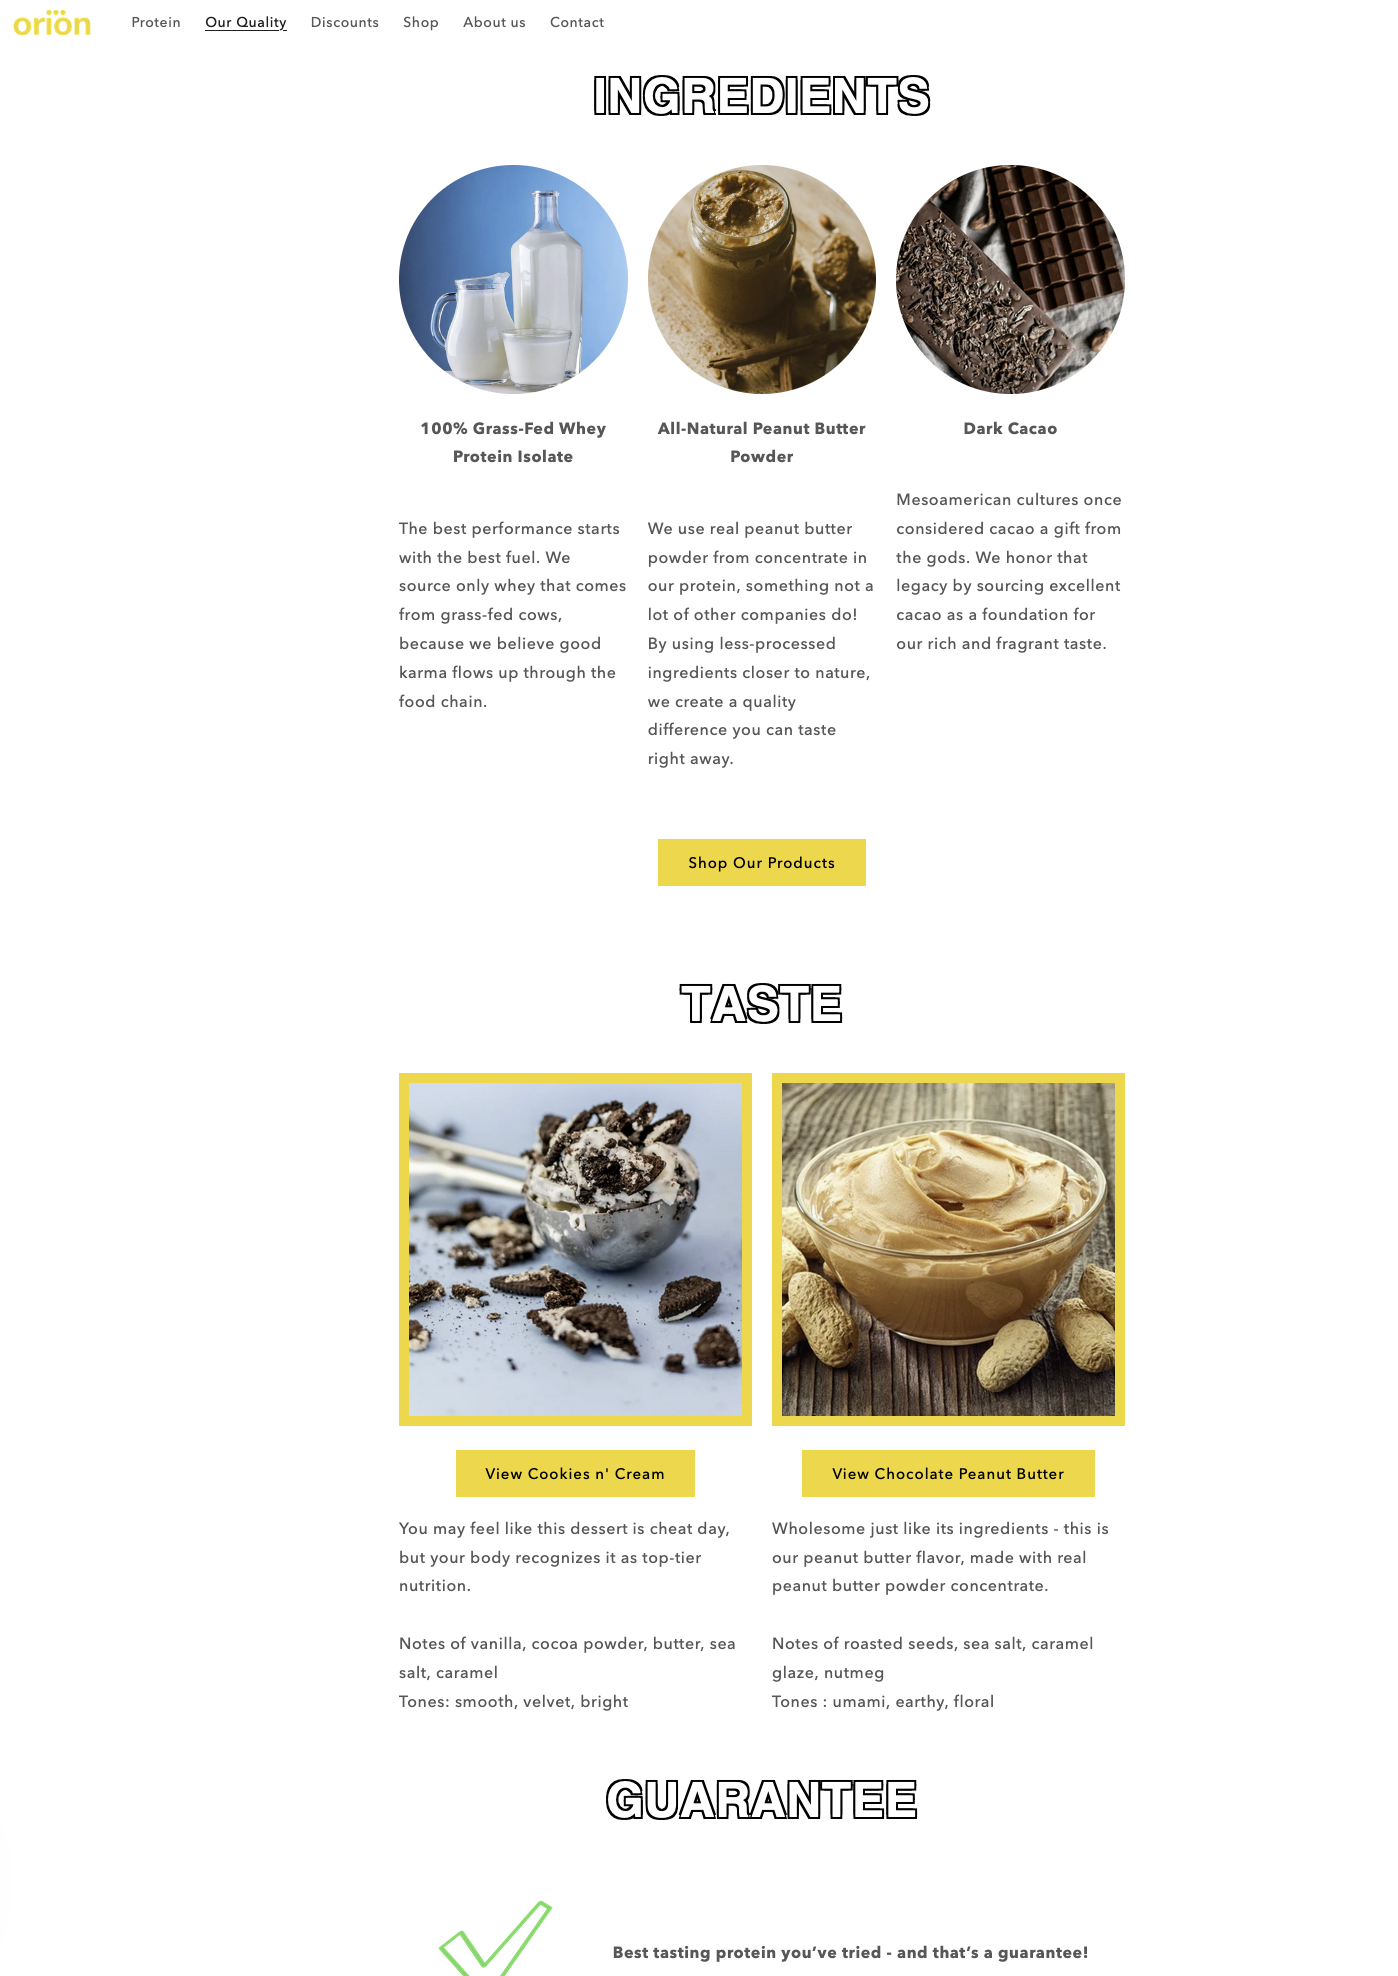 oriön
Protein
Our Quality
Discounts
Shop
About us
Contact
INGREDIENTS
100% Grass-Fed Whey
Protein Isolate
The best performance starts
with the best fuel. We
source only whey that comes
from grass-fed cows,
because we believe good
karma flows up through the
food chain.
All-Natural Peanut Butter
Powder
We use real peanut butter
powder from concentrate in
our protein, something not a
lot of other companies do!
By using less-processed
ingredients closer to nature,
we create a quality
difference you can taste
right away.
Dark Cacao
Mesoamerican cultures once
considered cacao a gift from
the gods. We honor that
legacy by sourcing excellent
cacao as a foundation for
our rich and fragrant taste.
Shop Our Products
TASTE
View Cookies n' Cream
You may feel like this dessert is cheat day,
but your body recognizes it as top-tier
nutrition.
Notes of vanilla, cocoa powder, butter, sea
salt, caramel
Tones: smooth, velvet, bright
View Chocolate Peanut Butter
Wholesome just like its ingredients - this is
our peanut butter flavor, made with real
peanut butter powder concentrate.
Notes of roasted seeds, sea salt, caramel
glaze, nutmeg
Tones : umami, earthy, floral
GUARANTEE
Best tasting protein you’ve tried - and that’s a guarantee!